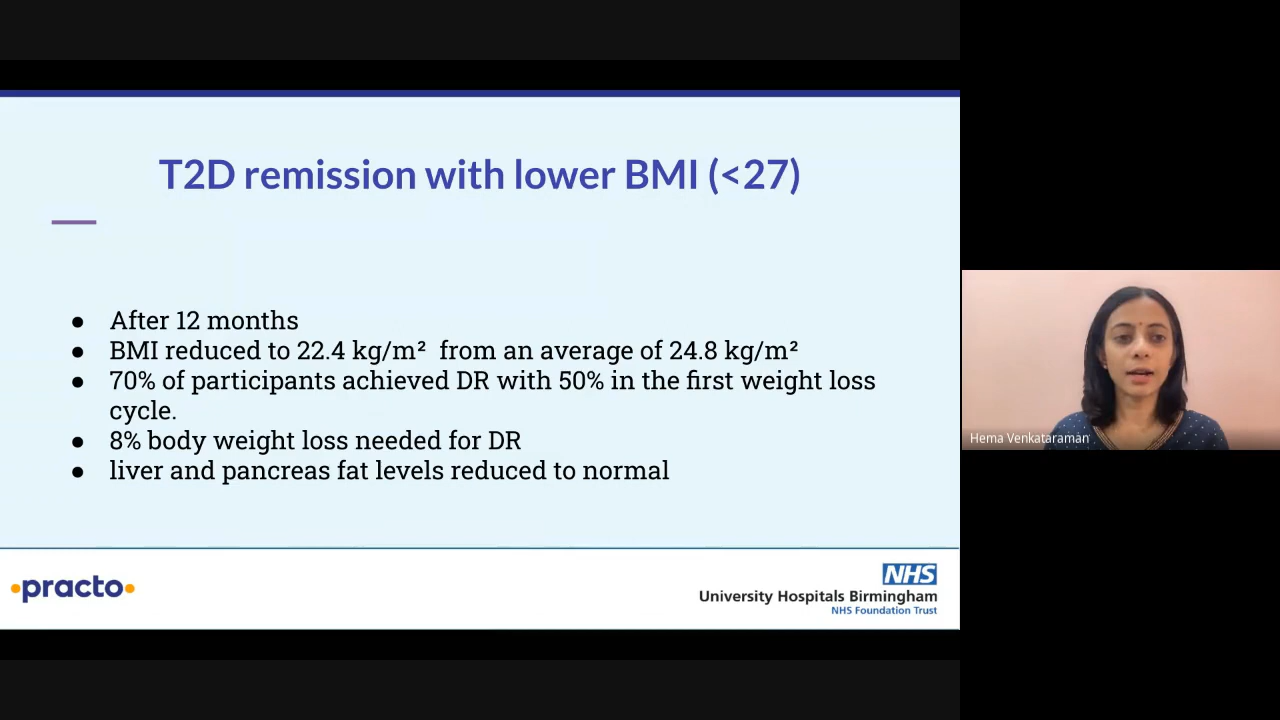 T2D remission with lower BMI (<27)
● After 12 months
● BMI reduced to 22.4 kg/m² from an average of 24.8 kg/m²
● 70% of participants achieved DR with 50% in the first weight loss
cycle.
● 8% body weight loss needed for DR
● liver and pancreas fat levels reduced to normal
•practo•
NHS
University Hospitals Birmingham
NHS Foundation Trust
Hema Venkataraman